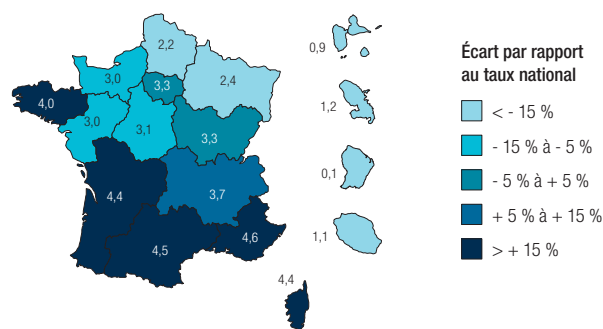 2,2
0,9
3,0
3,3
2,4
4,0
1,2
3,0
3,1
3,3
0,1
4,4
3,7
1,1
4,6
4,5
4,4
Écart par rapport
au taux national
< - 15 %
- 15 % à - 5 %
- 5 % à + 5 %
+ 5 % à + 15 %
> + 15 %